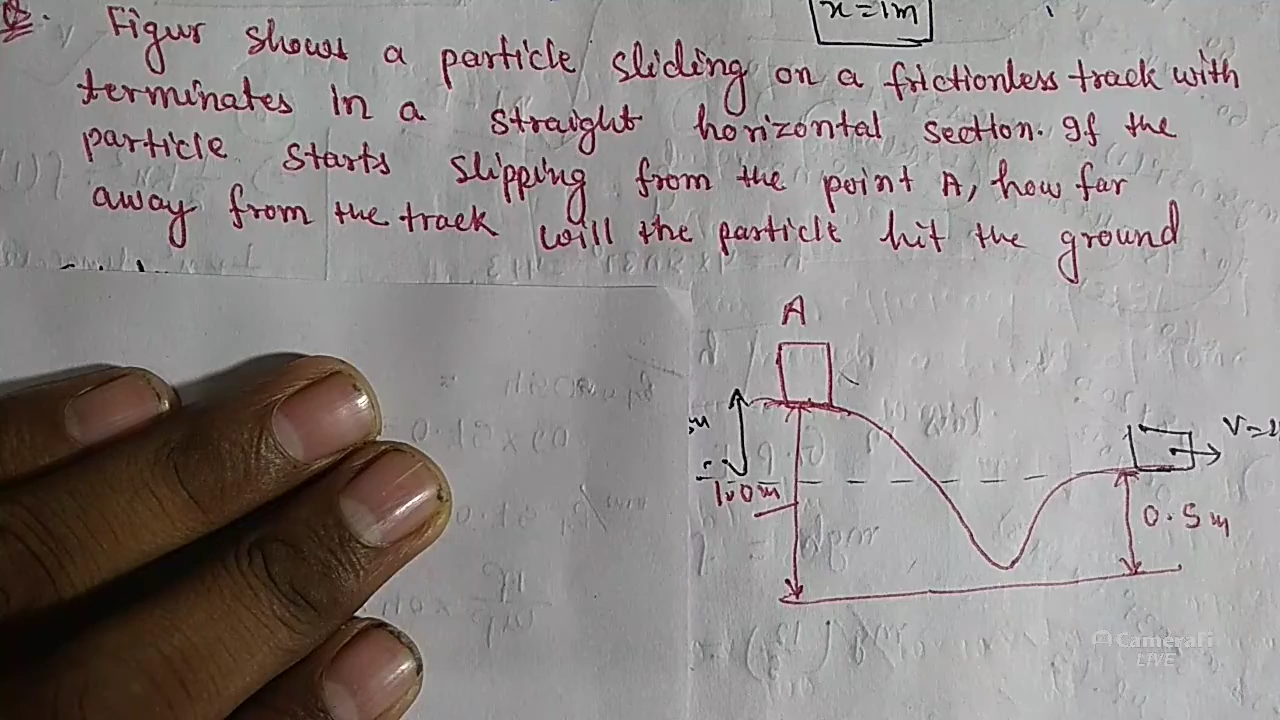 x=1m
Q. Figur shows a particle sliding on a frictionless track with
terminates in a straight horizontal section. If the
particle starts slipping from the point A, how far
away from the track will the particle hit the ground
A
V=
m
1.0m
0.5m
CameraFi
LIVE